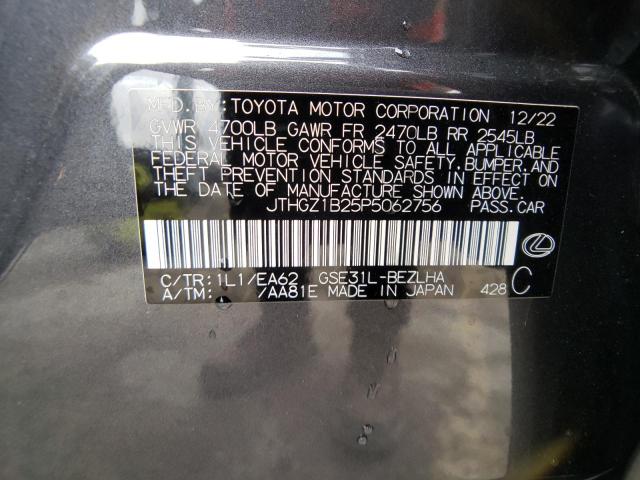 MFD.BY:TOYOTA MOTOR CORPORATION 12/22
GVWR 4700LB GAWR FR 2470LB RR 2545LB
THIS VEHICLE CONFORMS TO ALL APPLICABLE
FEDERAL MOTOR VEHICLE SAFETY,BUMPER,AND
THEFT PREVENTION STANDARDS IN EFFECT ON
THE DATE OF MANUFACTURE SHOWN ABOVE.
JTHGZ1B25P5062756 PASS.CAR
C/TR:1L1/EA62 GSE31L-BEZLHA
A/TM: /AA81E MADE IN JAPAN 428 C